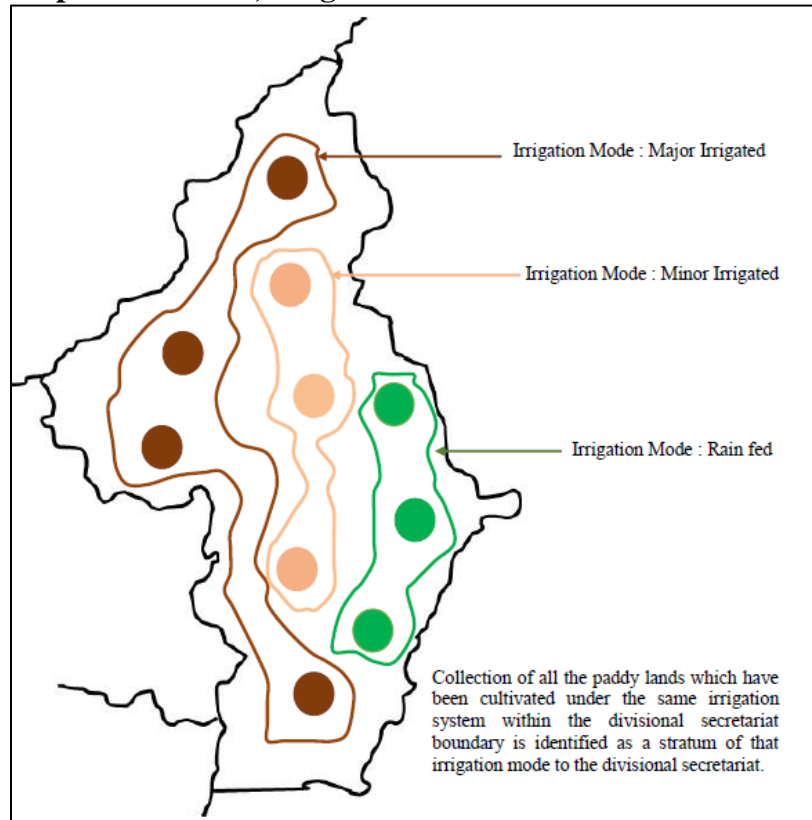 Irrigation Mode : Major Irrigated
Irrigation Mode : Minor Irrigated
Irrigation Mode : Rain fed
Collection of all the paddy lands which have
been cultivated under the same irrigation
system within the divisional secretariat
boundary is identified as a stratum of that
irrigation mode to the divisional secretariat.